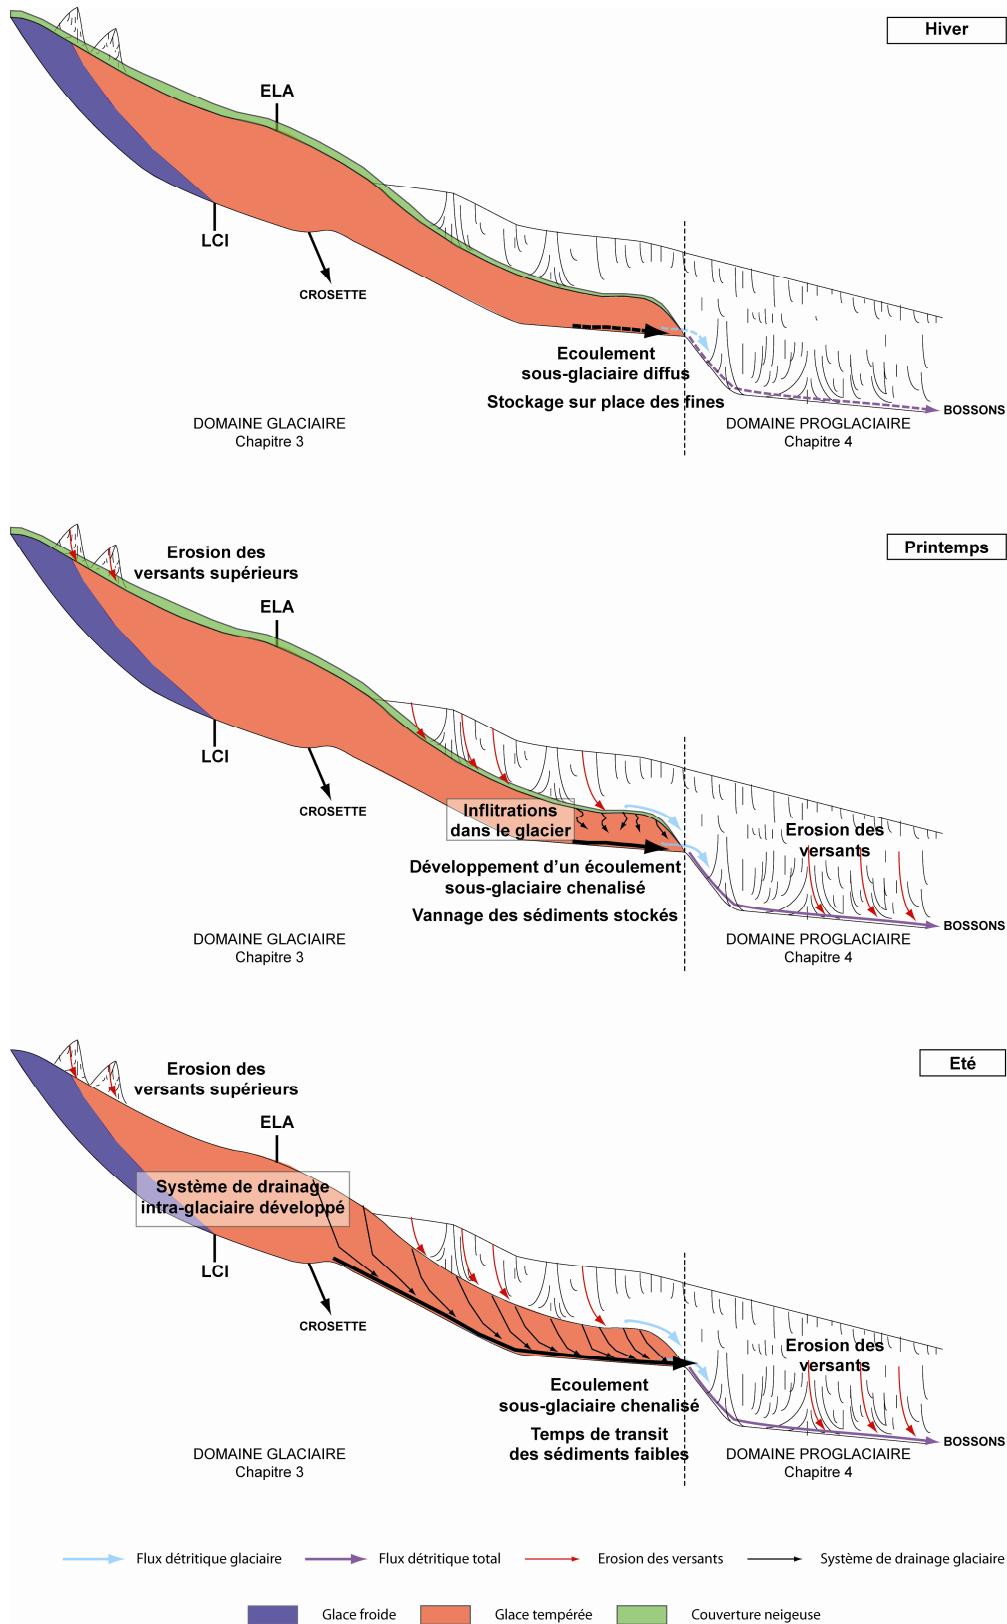 Hiver
ELA
LCI
CROSETTE
Ecoulement
sous-glaciaire diffus
Stockage sur place des fines
BOSSONS
DOMAINE GLACIAIRE
Chapitre 3
DOMAINE PROGLACIAIRE
Chapitre 4
Printemps
Erosion des
versants supérieurs
ELA
LCI
CROSETTE
Inflitrations
dans le glacier
Erosion des
versants
Développement d'un écoulement
sous-glaciaire chenalisé
Vannage des sédiments stockés
BOSSONS
DOMAINE GLACIAIRE
Chapitre 3
DOMAINE PROGLACIAIRE
Chapitre 4
Eté
Erosion des
versants supérieurs
ELA
Système de drainage
intra-glaciaire développé
LCI
CROSETTE
Erosion des
versants
Ecoulement
sous-glaciaire chenalisé
Temps de transit
des sédiments faibles
BOSSONS
DOMAINE GLACIAIRE
Chapitre 3
DOMAINE PROGLACIAIRE
Chapitre 4
Flux détritique glaciaire
Flux détritique total
Erosion des versants
Système de drainage glaciaire
Glace froide
Glace tempérée
Couverture neigeuse